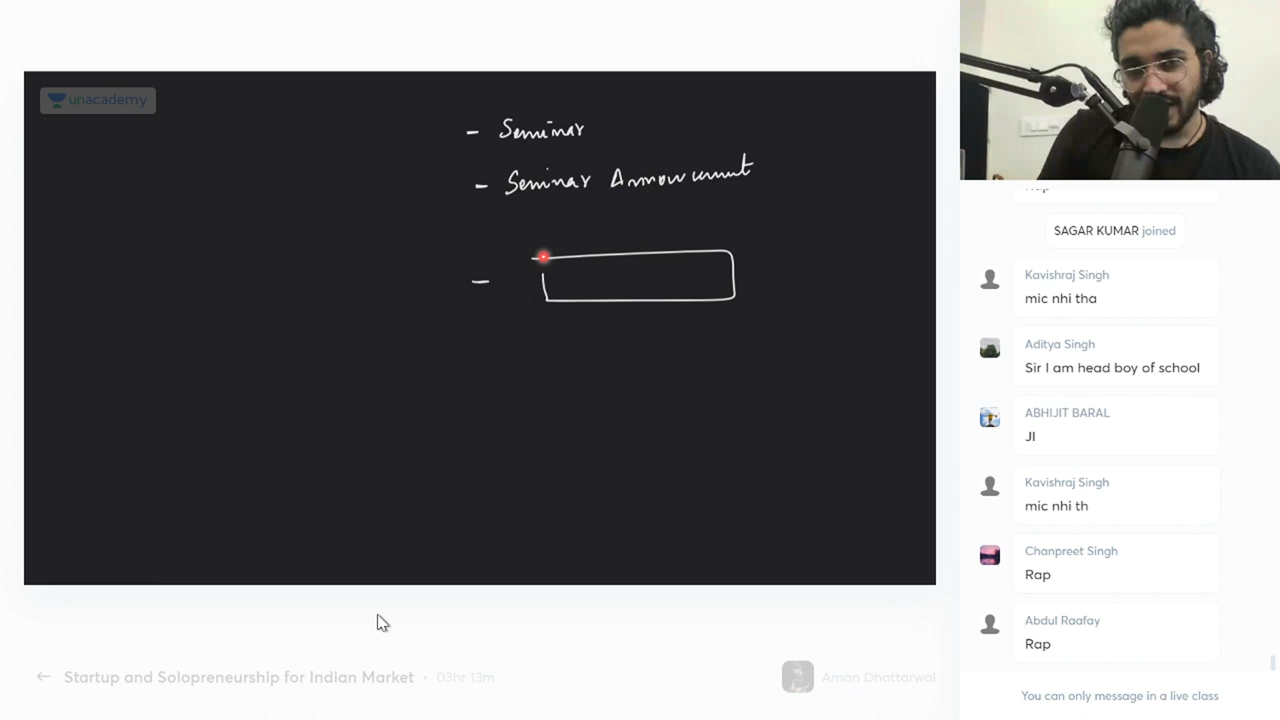 unacademy
- Seminar
- Seminar Announcement
-
SAGAR KUMAR joined
Kavishraj Singh
mic nhi tha
Aditya Singh
Sir I am head boy of school
ABHIJIT BARAL
JI
Kavishraj Singh
mic nhi th
Chanpreet Singh
Rap
Abdul Raafay
Rap
You can only message in a live class
← Startup and Solopreneurship for Indian Market • 03hr 13m
Aman Dhattarwal